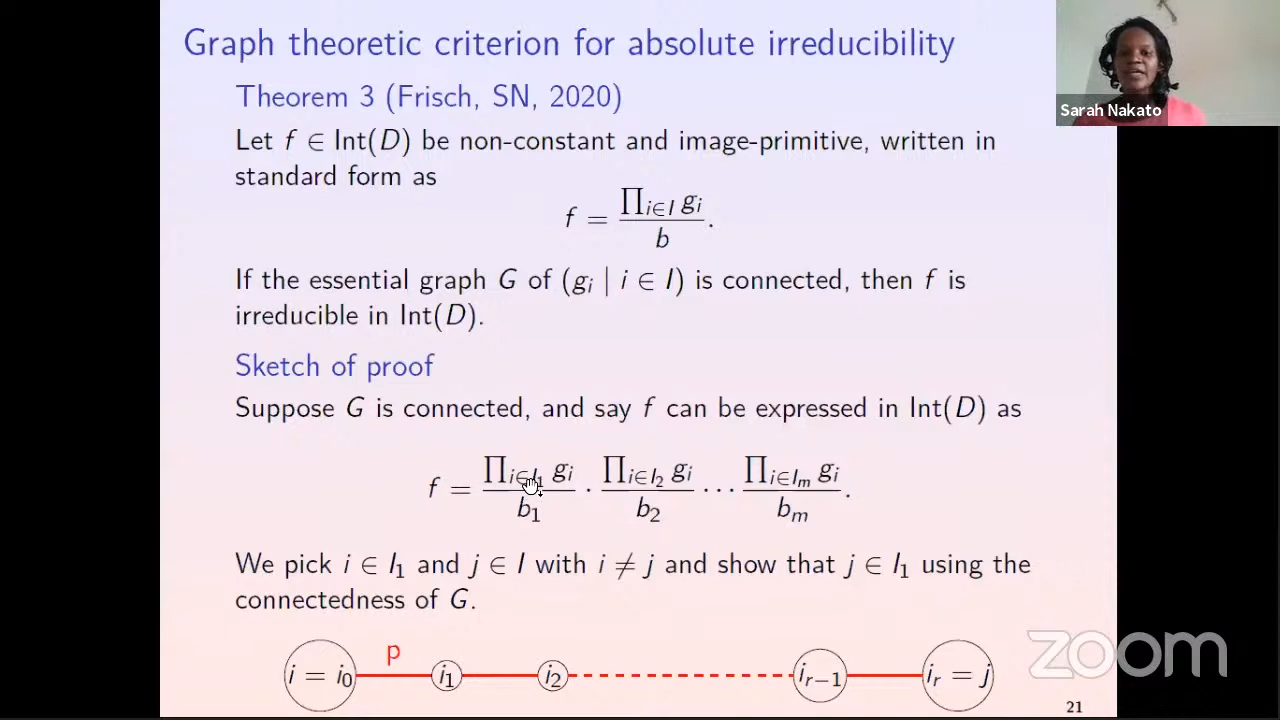 Graph theoretic criterion for absolute irreducibility
Theorem 3 (Frisch, SN, 2020)
Let f ∈ Int(D) be non-constant and image-primitive, written in
standard form as
f = ∏_{i∈I} g_i / b .
If the essential graph G of (g_i | i ∈ I) is connected, then f is
irreducible in Int(D).
Sketch of proof
Suppose G is connected, and say f can be expressed in Int(D) as
f = ∏_{i∈I_1} g_i / b_1 · ∏_{i∈I_2} g_i / b_2 ··· ∏_{i∈I_m} g_i / b_m .
We pick i ∈ I_1 and j ∈ I with i ≠ j and show that j ∈ I_1 using the
connectedness of G.
p
i = i_0 i_1 i_2 i_{r−1} i_r = j
21
Sarah Nakato
zoom